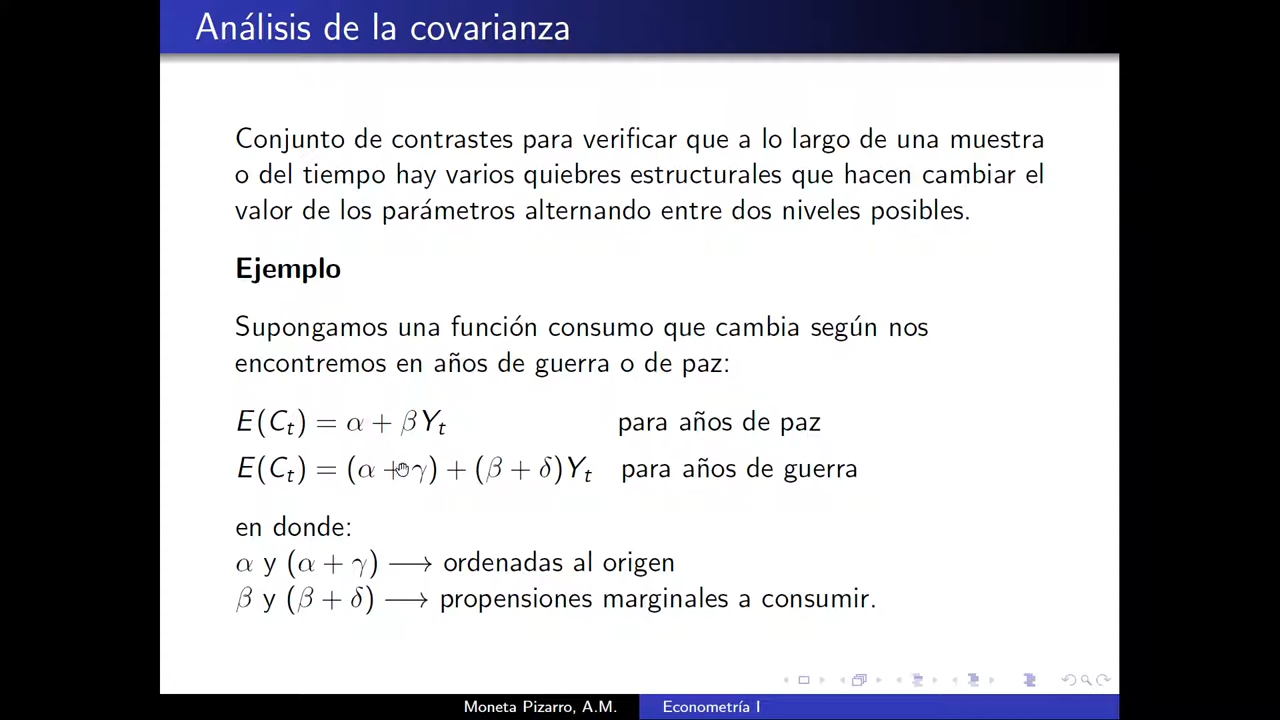 Análisis de la covarianza
Conjunto de contrastes para verificar que a lo largo de una muestra
o del tiempo hay varios quiebres estructurales que hacen cambiar el
valor de los parámetros alternando entre dos niveles posibles.
Ejemplo
Supongamos una función consumo que cambia según nos
encontremos en años de guerra o de paz:
E(Cₜ) = α + βYₜ para años de paz
E(Cₜ) = (α + γ) + (β + δ)Yₜ para años de guerra
en donde:
α y (α + γ) ⟶ ordenadas al origen
β y (β + δ) ⟶ propensiones marginales a consumir.
Moneta Pizarro, A.M. Econometría I